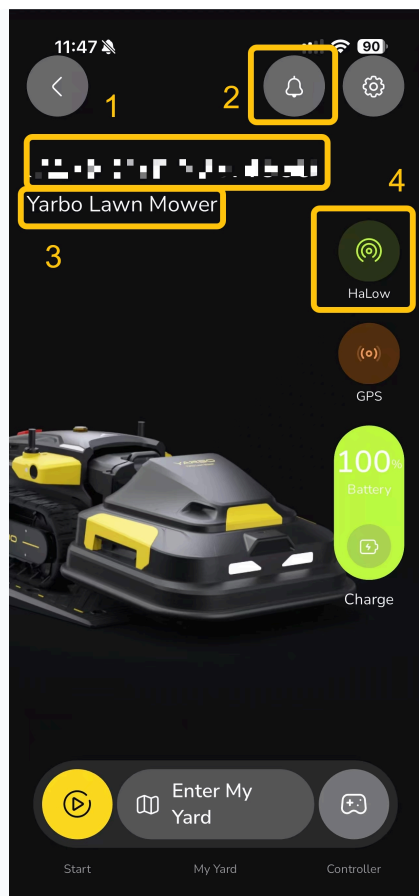 11:47
90
1
2
Yarbo Lawn Mower
4
3
HaLow
GPS
YARBO
100%
Battery
Charge
Enter My
Yard
Start
My Yard
Controller